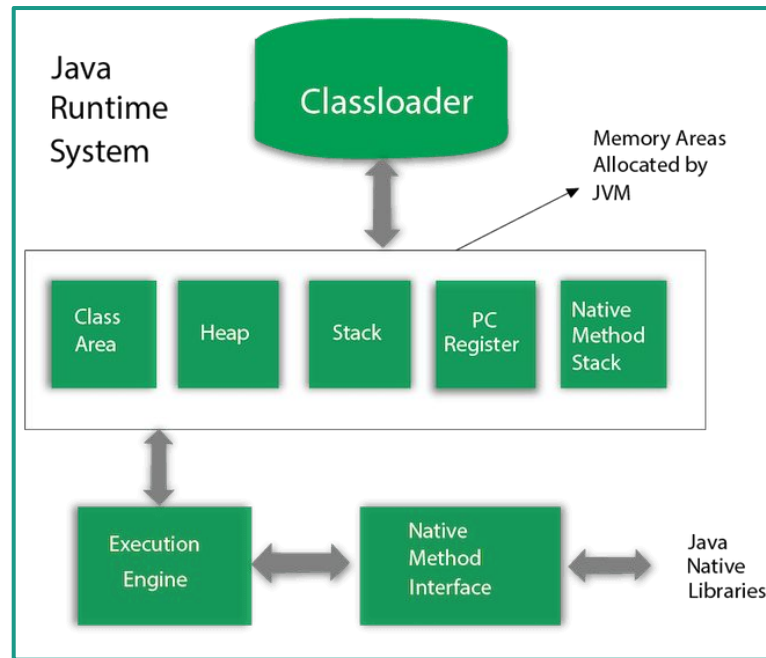 Java
Runtime
System
Classloader
Memory Areas
Allocated by
JVM
Class
Area
Heap
Stack
PC
Register
Native
Method
Stack
Execution
Engine
Native
Method
Interface
Java
Native
Libraries